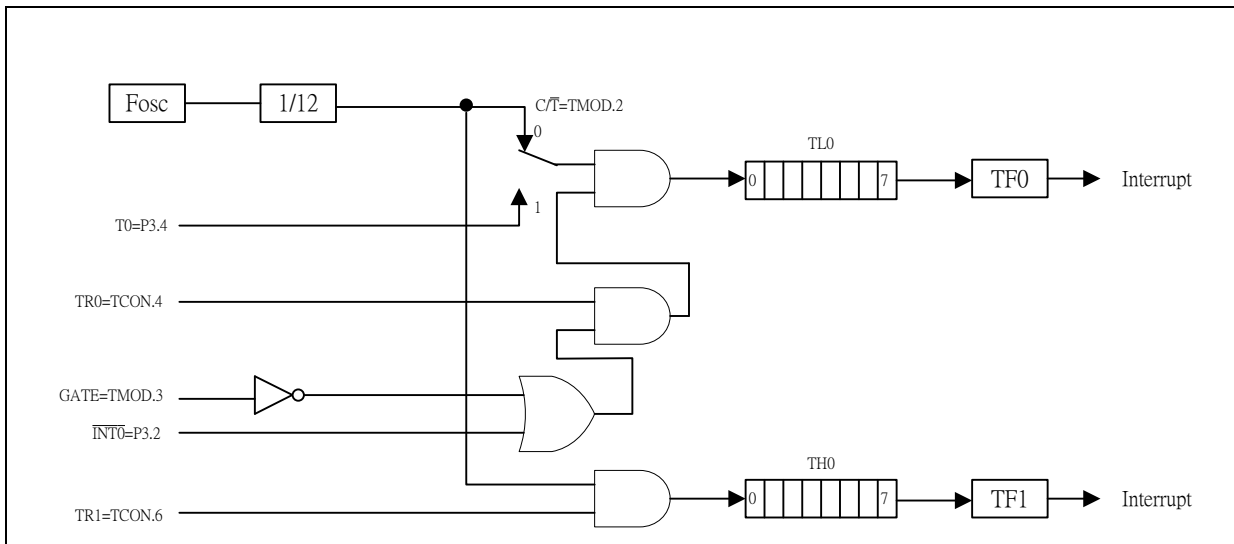 Fosc
1/12
C/T̅=TMOD.2
0
TL0
0
7
TF0
Interrupt
1
T0=P3.4
TR0=TCON.4
GATE=TMOD.3
I̅N̅T̅0̅=P3.2
TH0
0
7
TF1
Interrupt
TR1=TCON.6